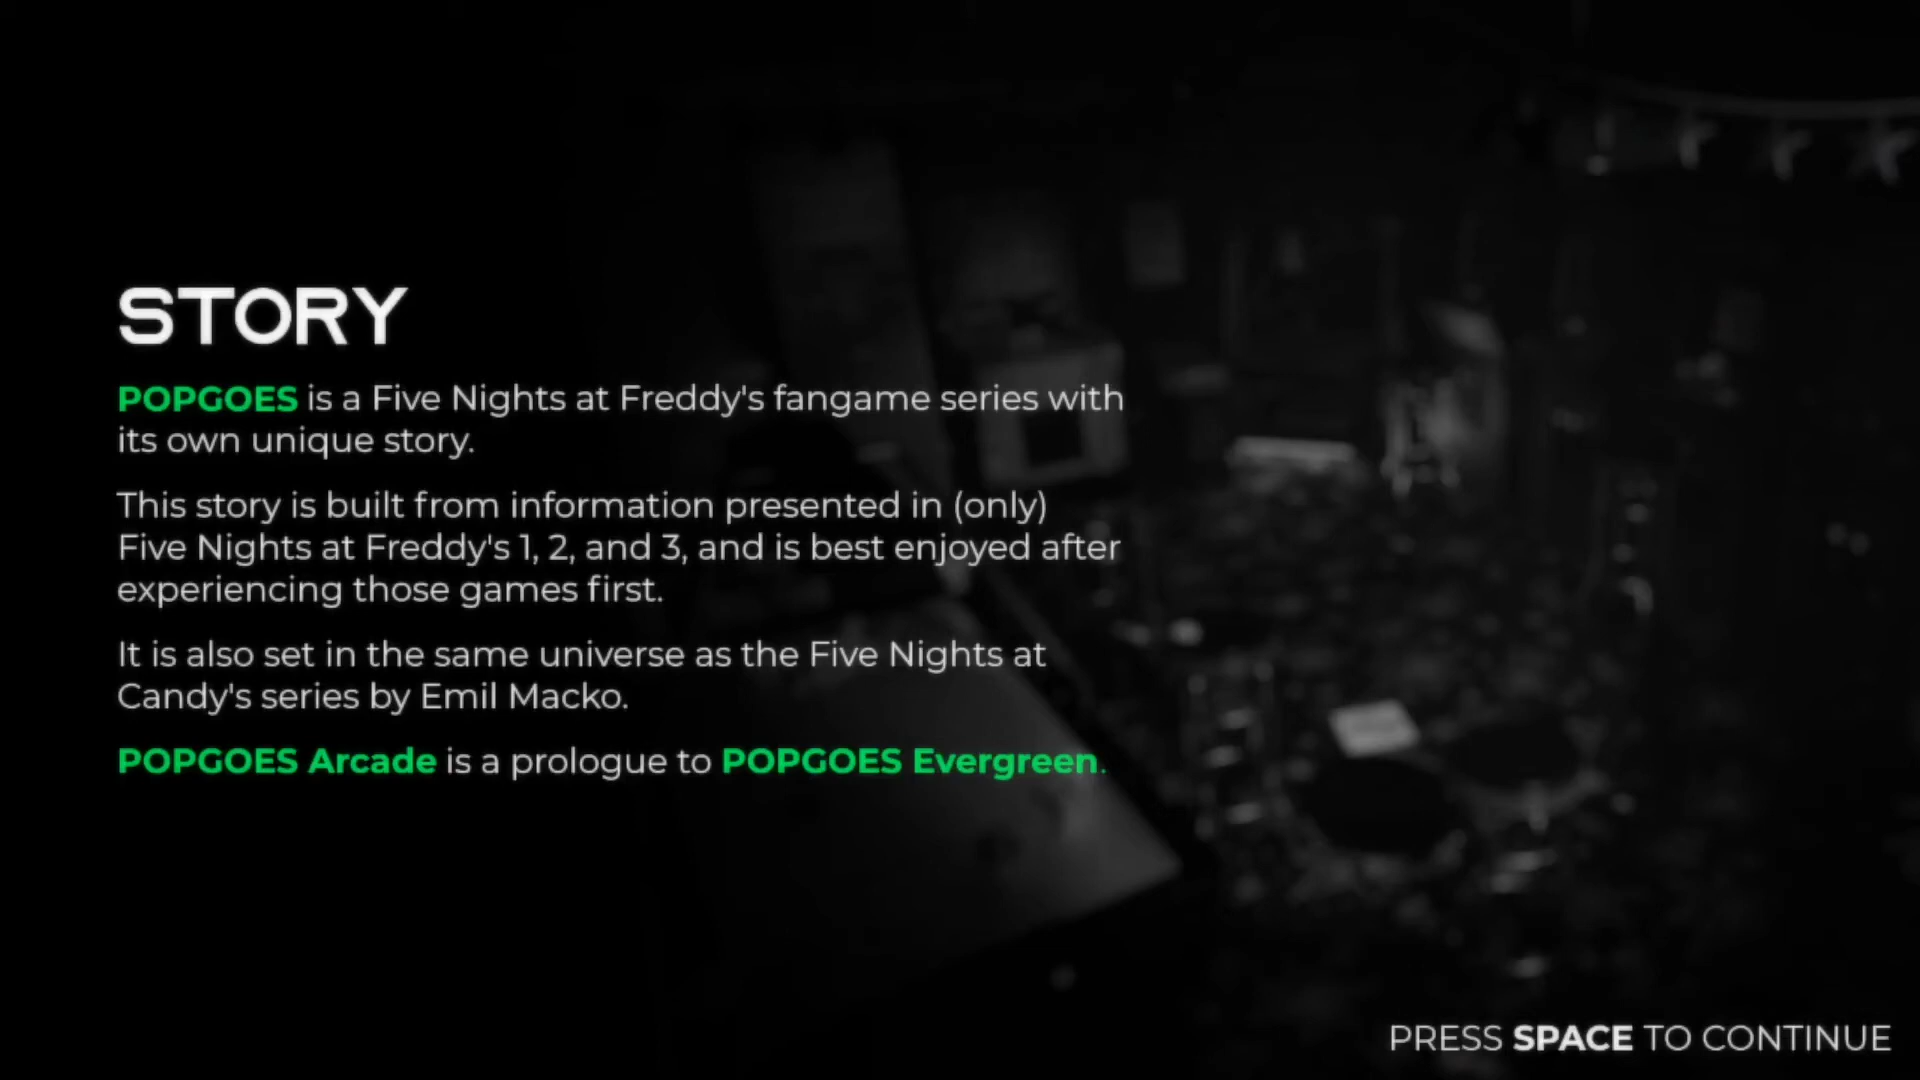 STORY
POPGOES is a Five Nights at Freddy's fangame series with
its own unique story.
This story is built from information presented in (only)
Five Nights at Freddy's 1, 2, and 3, and is best enjoyed after
experiencing those games first.
It is also set in the same universe as the Five Nights at
Candy's series by Emil Macko.
POPGOES Arcade is a prologue to POPGOES Evergreen.
PRESS SPACE TO CONTINUE